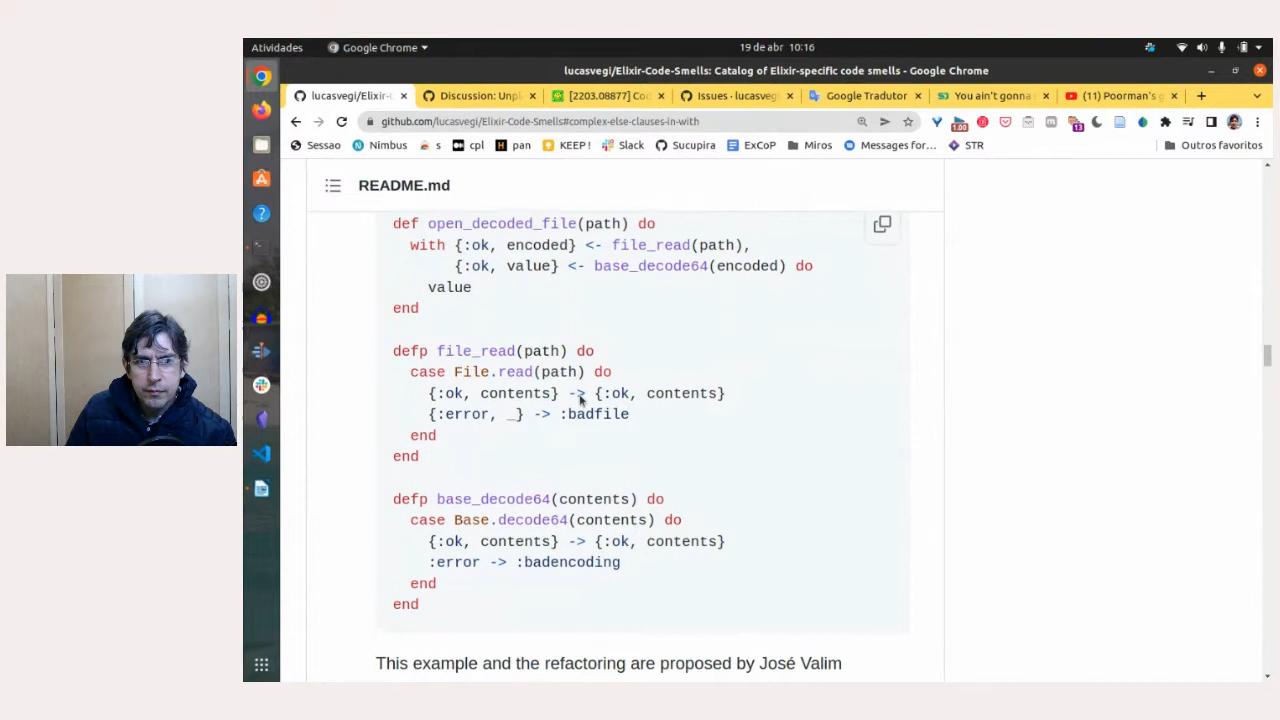 Atividades
Google Chrome
19 de abr 10:16
lucasvegi/Elixir-Code-Smells: Catalog of Elixir-specific code smells - Google Chrome
lucasvegi/Elixir-
Discussion: Unpl
[2203.08877] Co
Issues · lucasveg
Google Tradutor
You ain't gonna
(11) Poorman's g
github.com/lucasvegi/Elixir-Code-Smells#complex-else-clauses-in-with
1.00
13
Sessao
Nimbus
s
cpl
pan
KEEP!
Slack
Sucupira
ExCoP
Miros
Messages for...
STR
Outros favoritos
README.md
def open_decoded_file(path) do
with {:ok, encoded} <- file_read(path),
{:ok, value} <- base_decode64(encoded) do
value
end
defp file_read(path) do
case File.read(path) do
{:ok, contents} -> {:ok, contents}
{:error, _} -> :badfile
end
end
defp base_decode64(contents) do
case Base.decode64(contents) do
{:ok, contents} -> {:ok, contents}
:error -> :badencoding
end
end
This example and the refactoring are proposed by José Valim